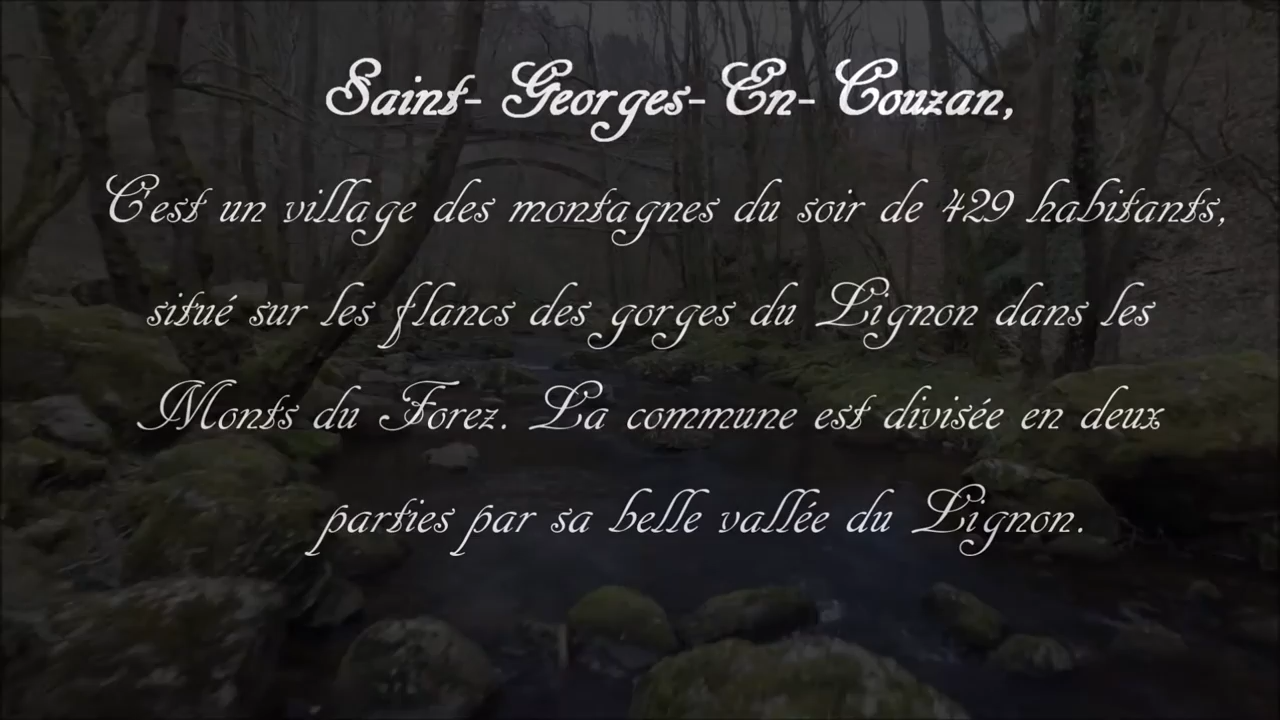 Saint- Georges- En- Couzan,
C'est un village des montagnes du soir de 429 habitants,
situé sur les flancs des gorges du Lignon dans les
Monts du Forez. La commune est divisée en deux
parties par sa belle vallée du Lignon.